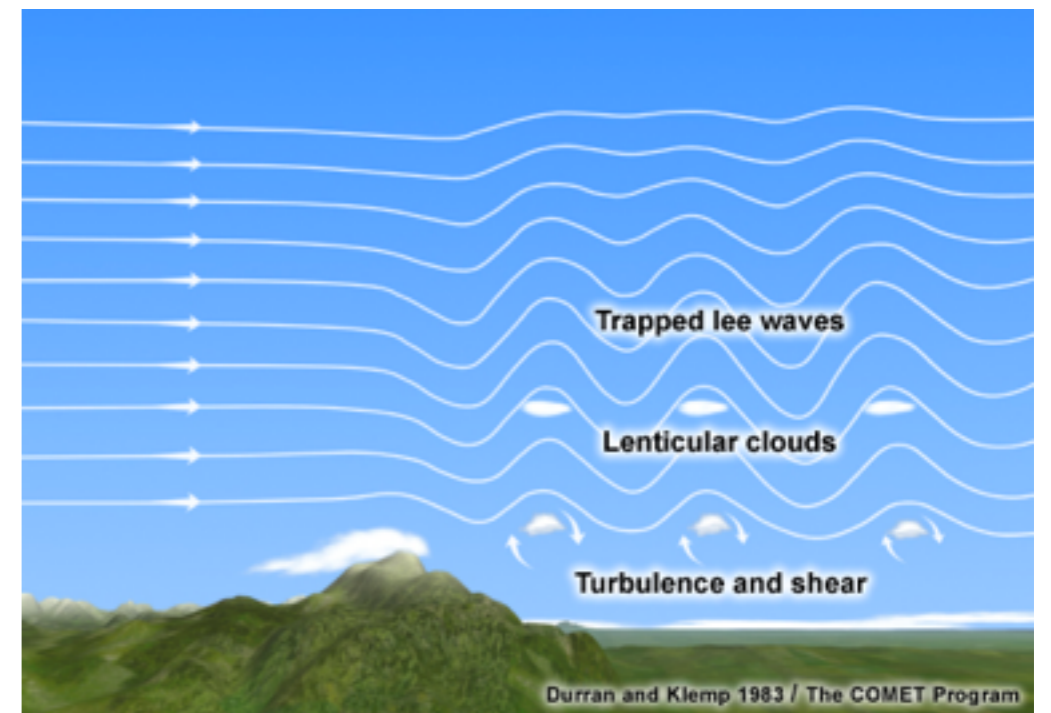 Trapped lee waves
Lenticular clouds
Turbulence and shear
Durran and Klemp 1983 / The COMET Program